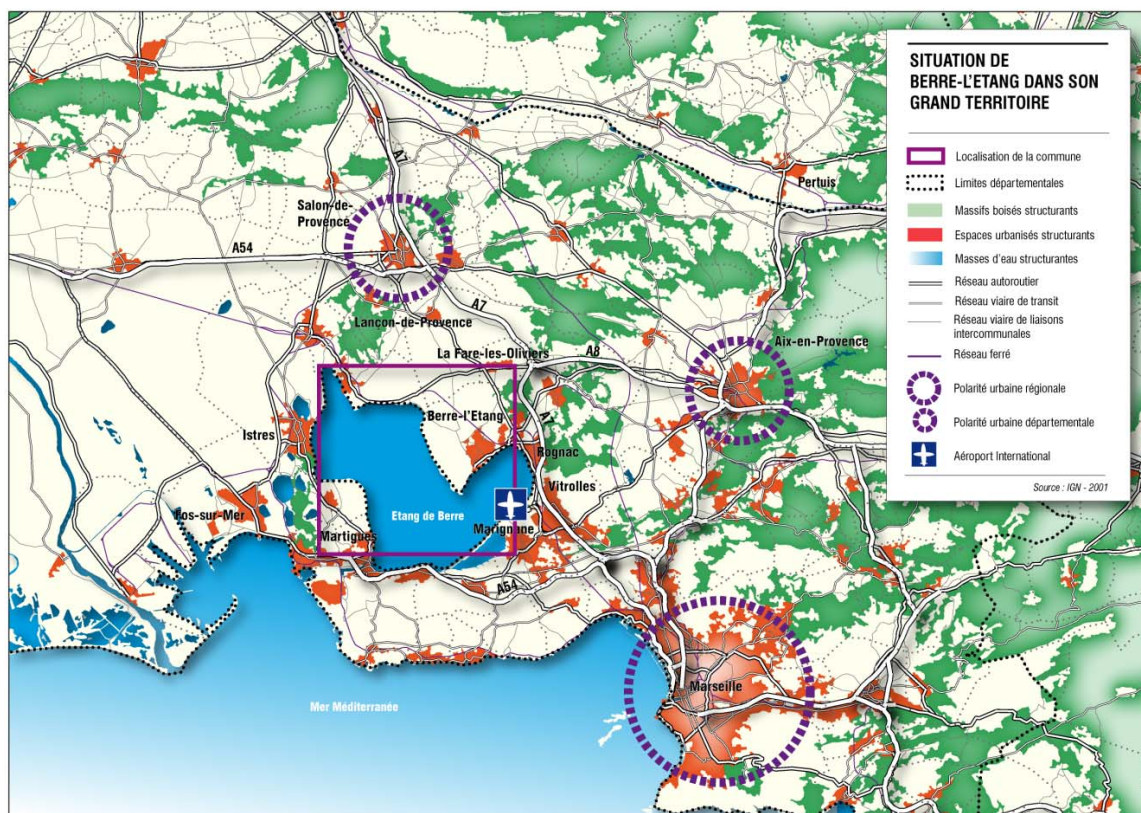 SITUATION DE
BERRE-L'ETANG DANS SON
GRAND TERRITOIRE
Localisation de la commune
Limites départementales
Massifs boisés structurants
Espaces urbanisés structurants
Masses d'eau structurantes
Réseau autoroutier
Réseau viaire de transit
Réseau viaire de liaisons
intercommunales
Réseau ferré
Polarité urbaine régionale
Polarité urbaine départementale
Aéroport International
Source : IGN - 2001
A7
Pertuis
Salon-de-
Provence
A54
A7
Lançon-de-Provence
Aix-en-Provence
La Fare-les-Oliviers
A8
Berre-l'Etang
A7
Istres
Rognac
Vitrolles
Fos-sur-Mer
Etang de Berre
Marignane
Martigues
A54
Marseille
Mer Méditerranée